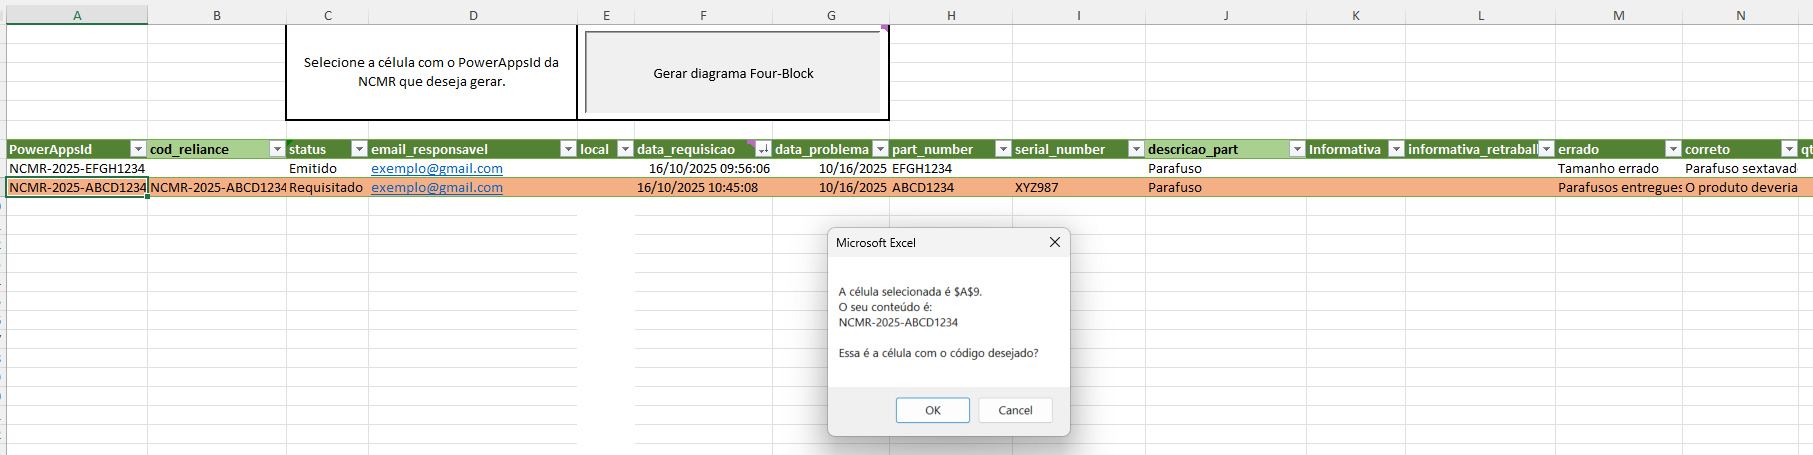 A B C D E F G H I J K L M N
Selecione a célula com o PowerAppsId da
NCMR que deseja gerar.
Gerar diagrama Four-Block
PowerAppsId cod_reliance status email_responsavel local data_requisicao data_problema part_number serial_number descricao_part Informativa informativa_retrabal errado correto qt
NCMR-2025-EFGH1234 Emitido exemplo@gmail.com 16/10/2025 09:56:06 10/16/2025 EFGH1234 Parafuso Tamanho errado Parafuso sextavad
NCMR-2025-ABCD1234 NCMR-2025-ABCD1234 Requisitado exemplo@gmail.com 16/10/2025 10:45:08 10/16/2025 ABCD1234 XYZ987 Parafuso Parafusos entregues O produto deveria
Microsoft Excel
A célula selecionada é $A$9.
O seu conteúdo é:
NCMR-2025-ABCD1234
Essa é a célula com o código desejado?
OK Cancel